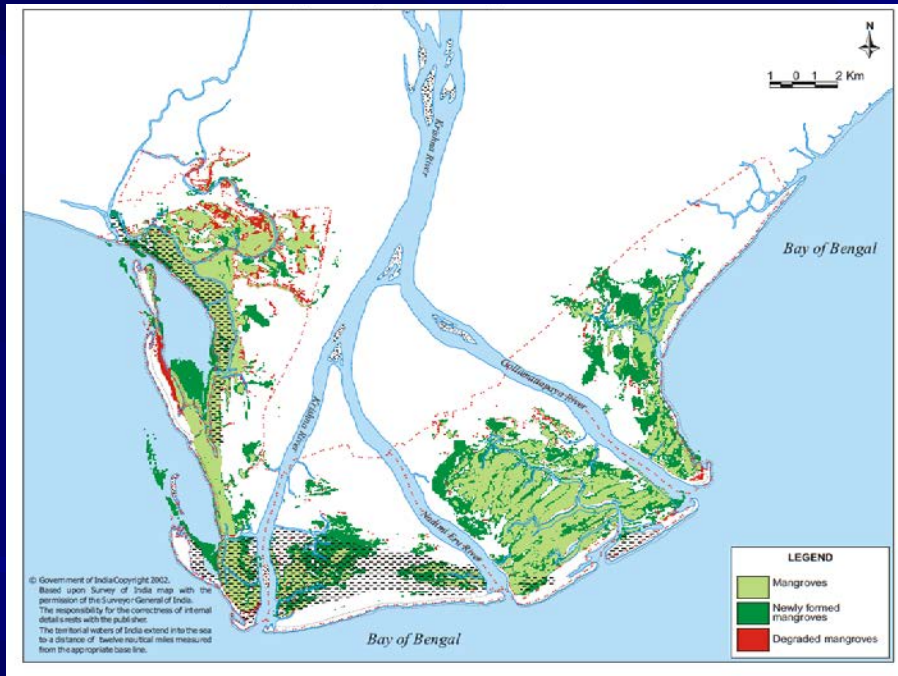 N
1 0 1 2 Km
Krishna River
Bay of Bengal
Krishna River
Nadimi Eru River
Bay of Bengal
LEGEND
Mangroves
Newly formed
mangroves
Degraded mangroves
© Government of India Copyright 2002.
Based upon Survey of India map with the
permission of the Surveyor General of India.
The responsibility for the correctness of internal
details rests with the publisher.
The territorial waters of India extend into the sea
to a distance of twelve nautical miles measured
from the appropriate base line.